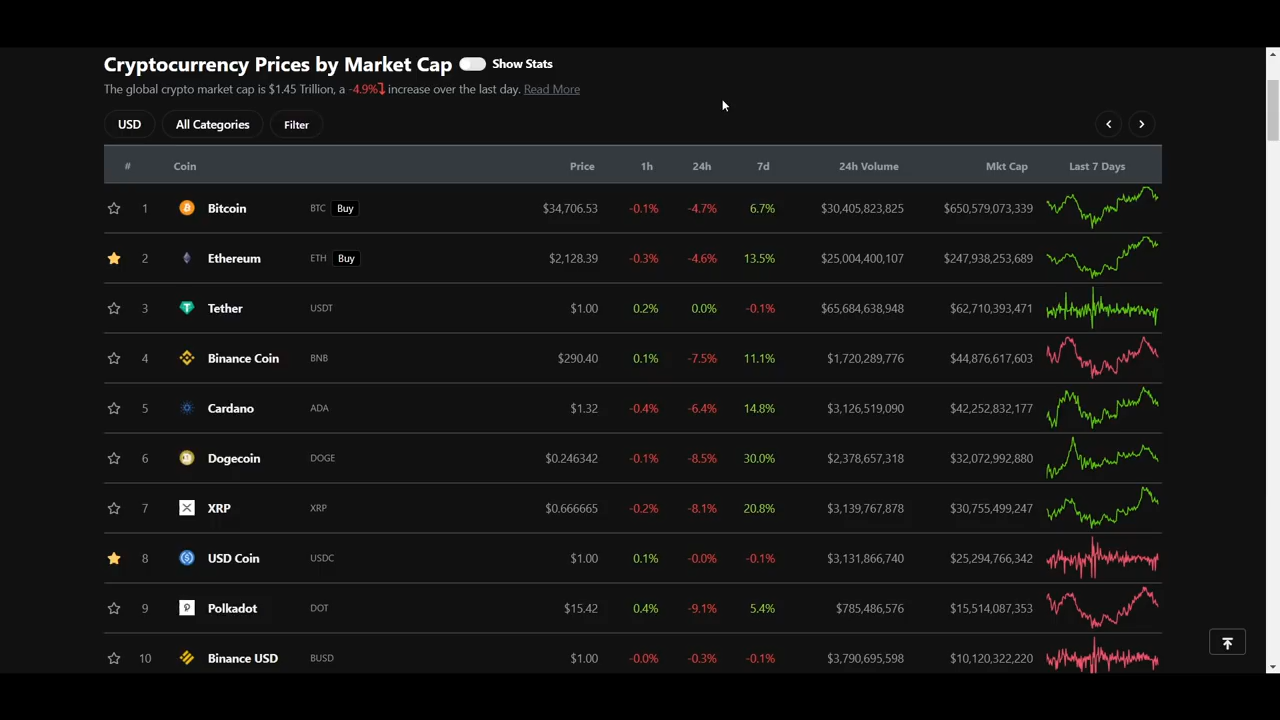 Cryptocurrency Prices by Market Cap Show Stats
The global crypto market cap is $1.45 Trillion, a -4.9% increase over the last day. Read More
USD All Categories Filter
# Coin Price 1h 24h 7d 24h Volume Mkt Cap Last 7 Days
1 Bitcoin BTC Buy $34,706.53 -0.1% -4.7% 6.7% $30,405,823,825 $650,579,073,339
2 Ethereum ETH Buy $2,128.39 -0.3% -4.6% 13.5% $25,004,400,107 $247,938,253,689
3 Tether USDT $1.00 0.2% 0.0% -0.1% $65,684,638,948 $62,710,393,471
4 Binance Coin BNB $290.40 0.1% -7.5% 11.1% $1,720,289,776 $44,876,617,603
5 Cardano ADA $1.32 -0.4% -6.4% 14.8% $3,126,519,090 $42,252,832,177
6 Dogecoin DOGE $0.246342 -0.1% -8.5% 30.0% $2,378,657,318 $32,072,992,880
7 XRP XRP $0.666665 -0.2% -8.1% 20.8% $3,139,767,878 $30,755,499,247
8 USD Coin USDC $1.00 0.1% -0.0% -0.1% $3,131,866,740 $25,294,766,342
9 Polkadot DOT $15.42 0.4% -9.1% 5.4% $785,486,576 $15,514,087,353
10 Binance USD BUSD $1.00 -0.0% -0.3% -0.1% $3,790,695,598 $10,120,322,220